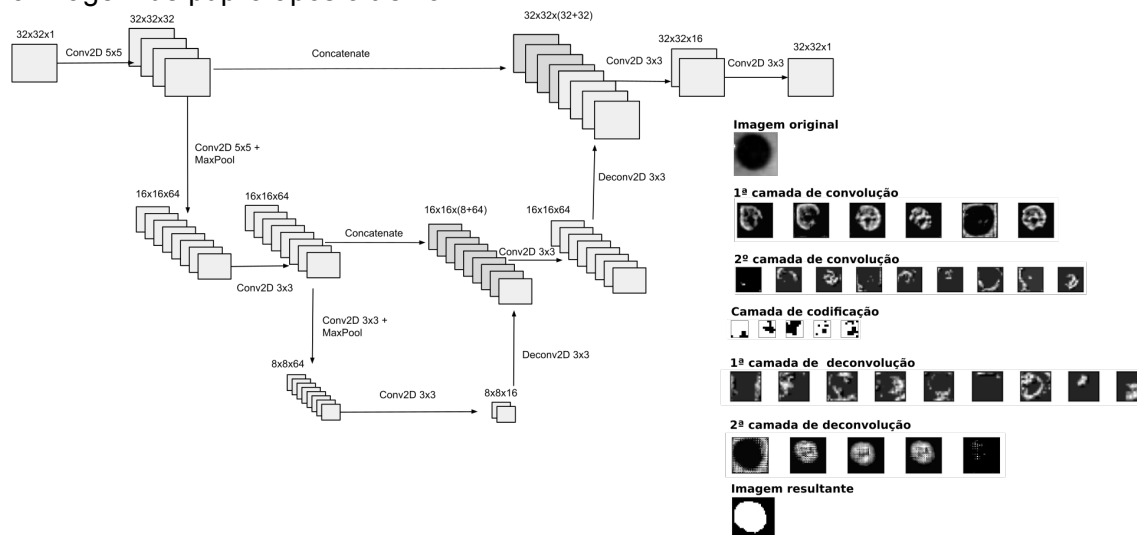 32x32x1
Conv2D 5x5
32x32x32
Concatenate
32x32x(32+32)
Conv2D 3x3
32x32x16
Conv2D 3x3
32x32x1
Conv2D 5x5 +
MaxPool
Deconv2D 3x3
16x16x64
Conv2D 3x3
16x16x64
Concatenate
16x16x(8+64)
Conv2D 3x3
16x16x64
Conv2D 3x3 +
MaxPool
Deconv2D 3x3
8x8x64
Conv2D 3x3
8x8x16
Imagem original
1ª camada de convolução
2º camada de convolução
Camada de codificação
1ª camada de deconvolução
2ª camada de deconvolução
Imagem resultante